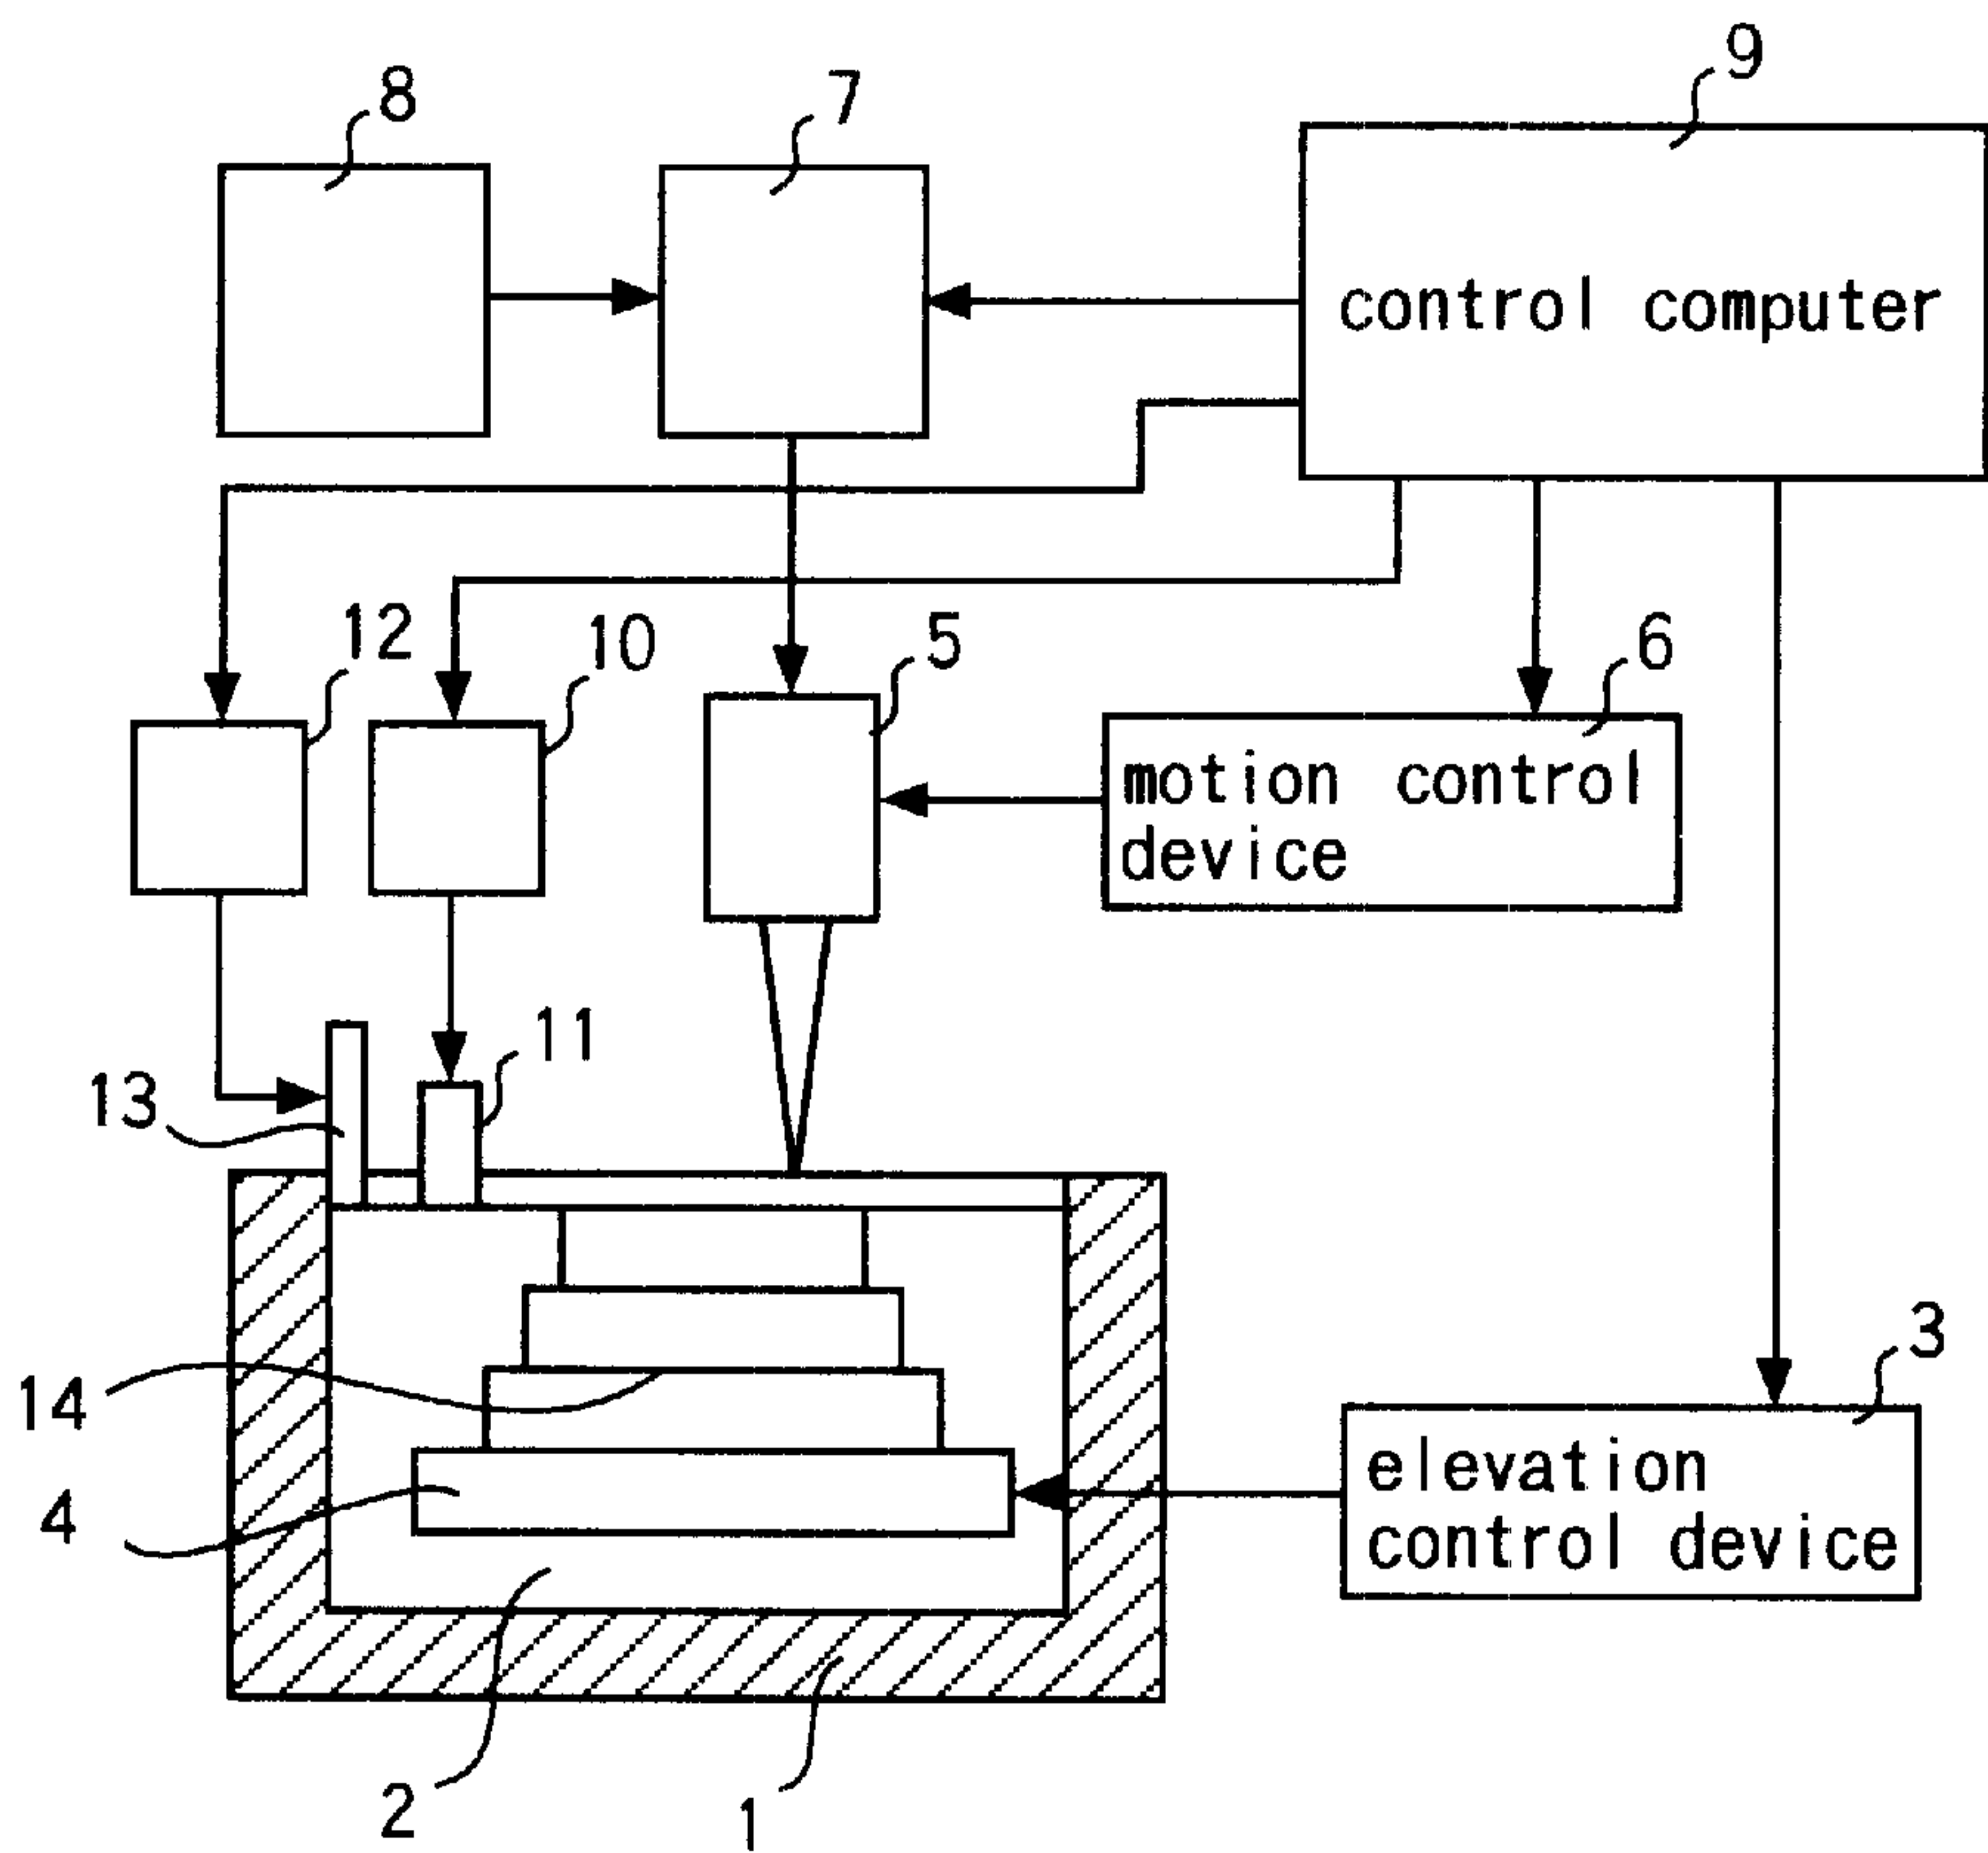 9
8
7
control computer
12
10
5
6
motion control
device
11
13
3
14
elevation
control device
4
2
1